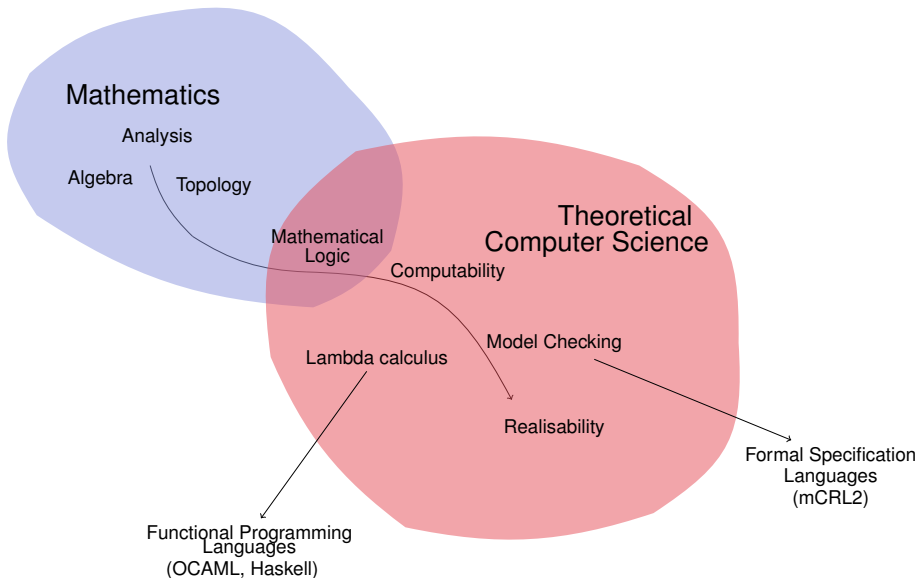 Mathematics
Analysis
Algebra
Topology
Theoretical
Computer Science
Mathematical
Logic
Computability
Model Checking
Lambda calculus
Realisability
Formal Specification
Languages
(mCRL2)
Functional Programming
Languages
(OCAML, Haskell)